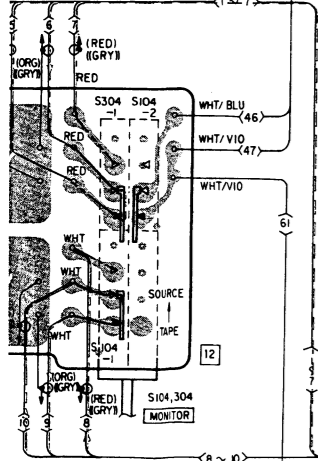 5
6
7
(RED)
((GRY))
(ORG)
((GRY))
RED
S304
-1
S104
-2
WHT/BLU
(46)
RED
WHT/VIO
(47)
RED
WHT/VIO
61
WHT
WHT
SOURCE
TAPE
WHT
12
S104
-1
(ORG)
((GRY))
(RED)
((GRY))
S104,304
MONITOR
10
9
8
(8~10)